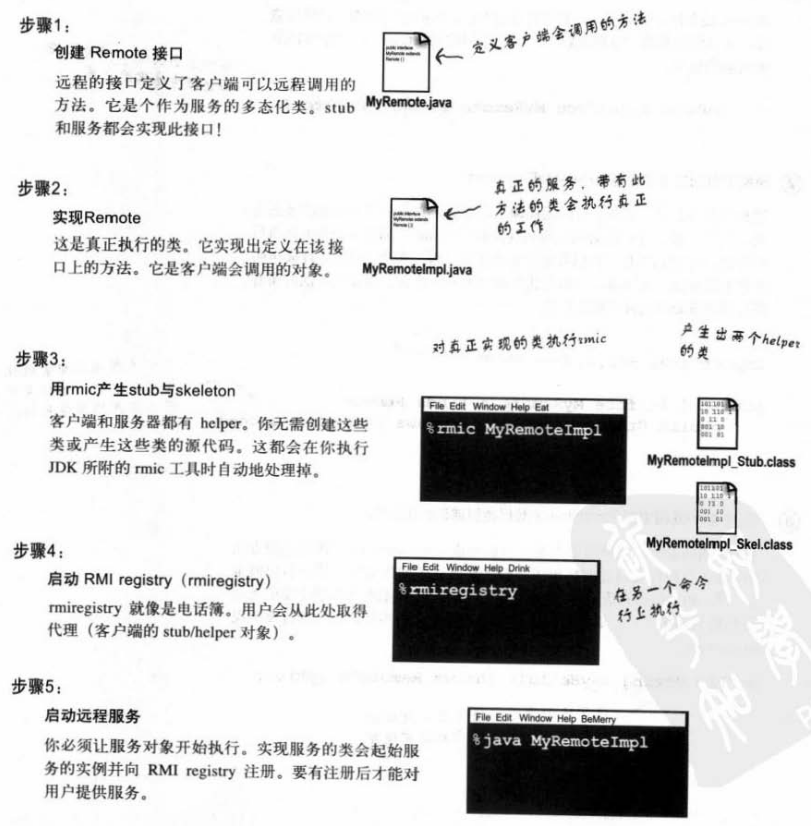 步骤1：
创建 Remote 接口
远程的接口定义了客户端可以远程调用的
方法。它是个作为服务的多态化类。stub
和服务都会实现此接口！
public interface
MyRemote extends
Remote { }
MyRemote.java
定义客户端会调用的方法
步骤2：
实现Remote
这是真正执行的类。它实现出定义在该接
口上的方法。它是客户端会调用的对象。
public interface
MyRemote extends
Remote { }
MyRemoteImpl.java
真正的服务，带有此
方法的类会执行真正
的工作
步骤3：
用rmic产生stub与skeleton
客户端和服务器都有 helper。你无需创建这些
类或产生这些类的源代码。这都会在你执行
JDK 所附的 rmic 工具时自动地处理掉。
对真正实现的类执行rmic
File Edit Window Help Eat
%rmic MyRemoteImpl
产生出两个helper
的类
101101
10 110 1
0 11 0
001 10
001 01
MyRemoteImpl_Stub.class
101101
10 110 1
0 11 0
001 10
001 01
MyRemoteImpl_Skel.class
步骤4：
启动 RMI registry（rmiregistry）
rmiregistry 就像是电话簿。用户会从此处取得
代理（客户端的 stub/helper 对象）。
File Edit Window Help Drink
%rmiregistry
在另一个命令
行上执行
步骤5：
启动远程服务
你必须让服务对象开始执行。实现服务的类会起始服
务的实例并向 RMI registry 注册。要有注册后才能对
用户提供服务。
File Edit Window Help BeMerry
%java MyRemoteImpl